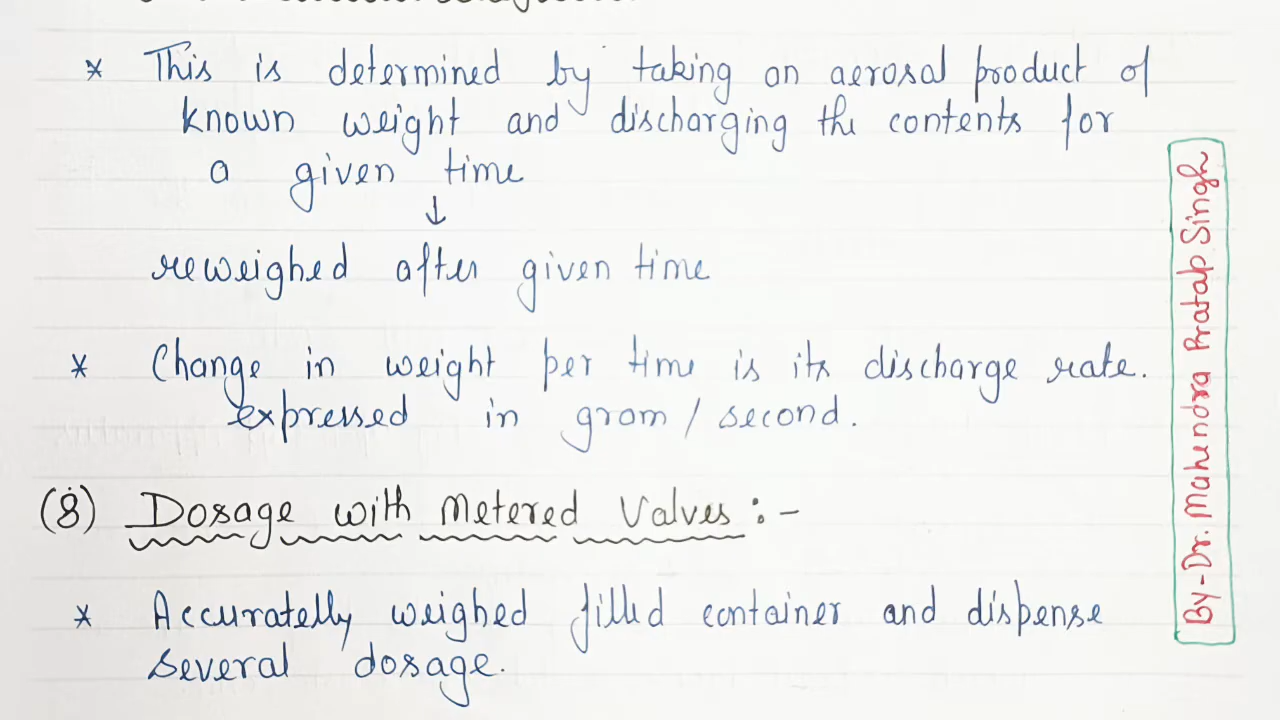 * This is determined by taking an aerosal product of
known weight and discharging the contents for
a given time
↓
reweighed after given time
* Change in weight per time is its discharge rate.
expressed in gram / second.
(8) Dosage with Metered Valves :-
* Accuratelly weighed filled container and dispense
several dosage.
By-Dr. Mahendra Pratap Singh